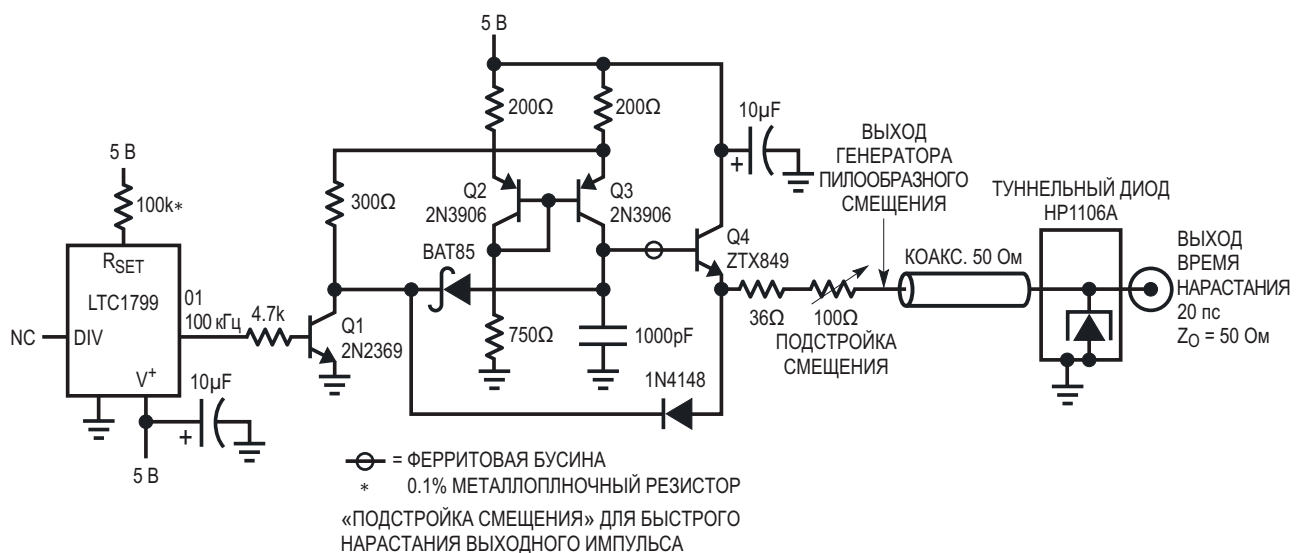 5 В
200Ω
200Ω
10µF
+
ВЫХОД
ГЕНЕРАТОРА
ПИЛООБРАЗНОГО
СМЕЩЕНИЯ
ТУННЕЛЬНЫЙ ДИОД
HP1106A
5 В
100k*
300Ω
Q2
2N3906
Q3
2N3906
Q4
ZTX849
КОАКС. 50 Ом
ВЫХОД
ВРЕМЯ
НАРАСТАНИЯ
20 пс
ZO = 50 Ом
RSET
LTC1799
NC
DIV
01
100 кГц
4.7k
Q1
2N2369
BAT85
750Ω
1000pF
36Ω
100Ω
ПОДСТРОЙКА
СМЕЩЕНИЯ
V+
10µF
+
5 В
1N4148
= ФЕРРИТОВАЯ БУСИНА
* 0.1% МЕТАЛЛОПЛНОЧНЫЙ РЕЗИСТОР
«ПОДСТРОЙКА СМЕЩЕНИЯ» ДЛЯ БЫСТРОГО
НАРАСТАНИЯ ВЫХОДНОГО ИМПУЛЬСА